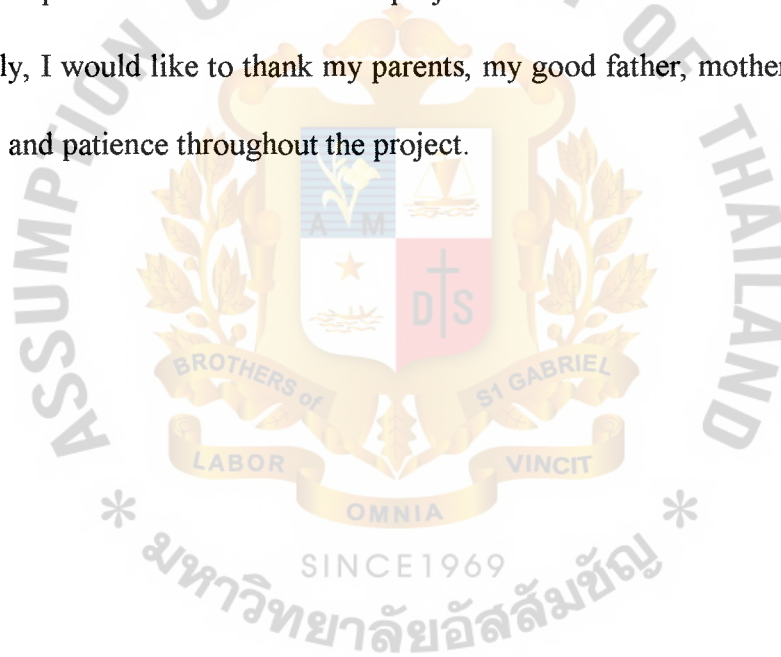 ly, I would like to thank my parents, my good father, mother
and patience throughout the project.
ASSUMPTION
OF
THAILAND
A M
D S
BROTHERS of
S1 GABRIEL
LABOR
VINCIT
OMNIA
SINCE1969
มหาวิทยาลัยอัสสัมชัญ